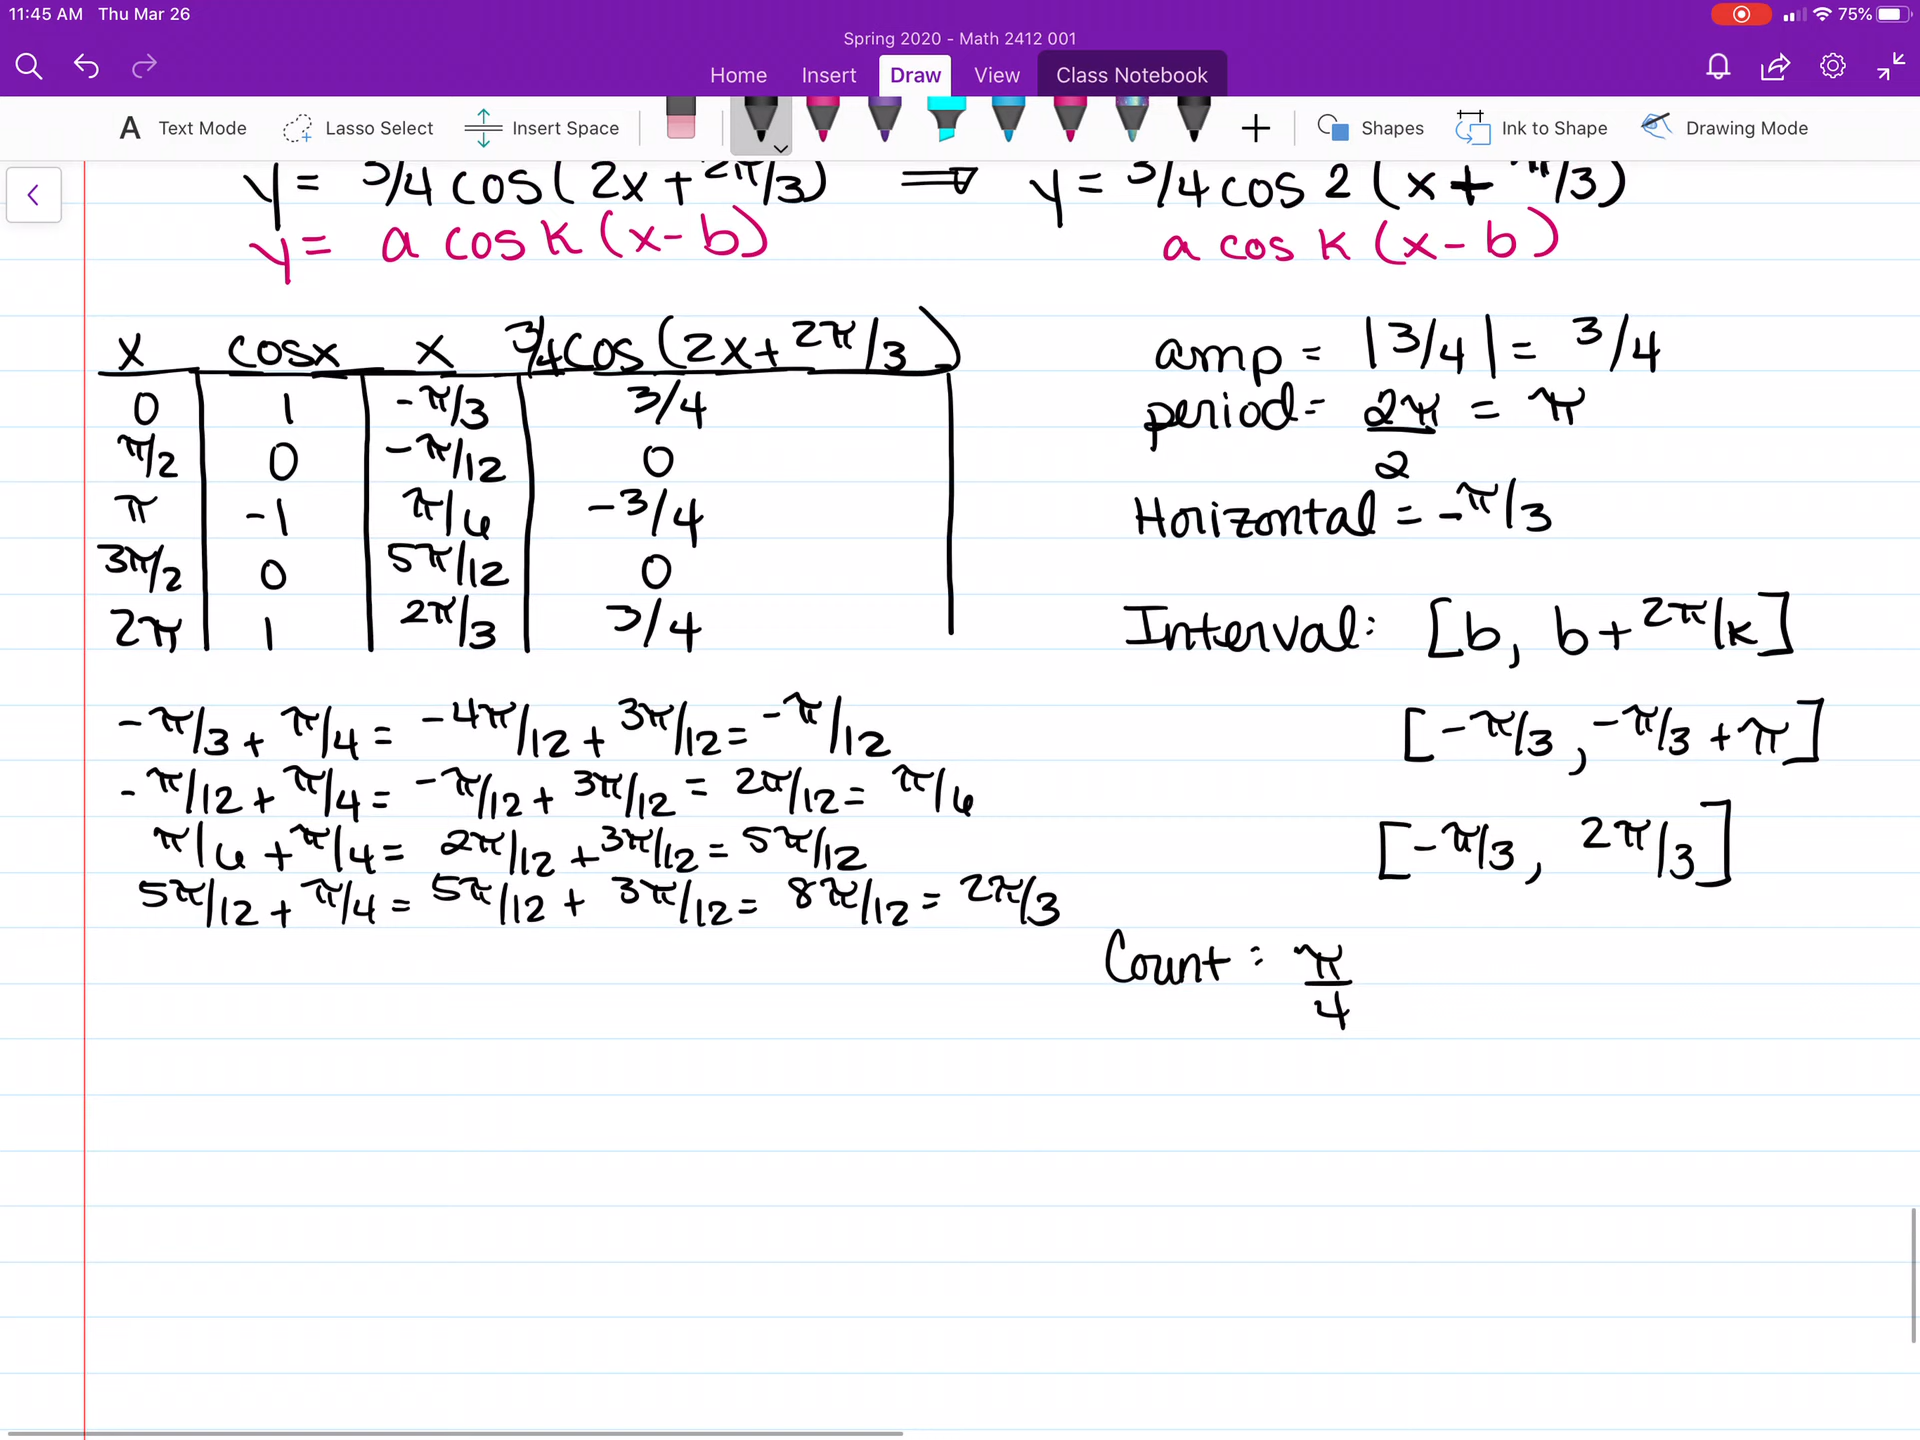 11:45 AM Thu Mar 26
75%
Spring 2020 - Math 2412 001
Home Insert Draw View Class Notebook
A Text Mode Lasso Select Insert Space Shapes Ink to Shape Drawing Mode
y = 3/4 cos(2x + 2π/3) ⟹ y = 3/4 cos 2(x + π/3)
y = a cos k(x-b) a cos k(x-b)
x cosx x 3/4 cos(2x + 2π/3)
0 1 -π/3 3/4
π/2 0 -π/12 0
π -1 π/6 -3/4
3π/2 0 5π/12 0
2π 1 2π/3 3/4
-π/3 + π/4 = -4π/12 + 3π/12 = -π/12
-π/12 + π/4 = -π/12 + 3π/12 = 2π/12 = π/6
π/6 + π/4 = 2π/12 + 3π/12 = 5π/12
5π/12 + π/4 = 5π/12 + 3π/12 = 8π/12 = 2π/3
amp = |3/4| = 3/4
period = 2π/2 = π
Horizontal = -π/3
Interval: [b, b + 2π/k]
[-π/3, -π/3 + π]
[-π/3, 2π/3]
Count: π/4